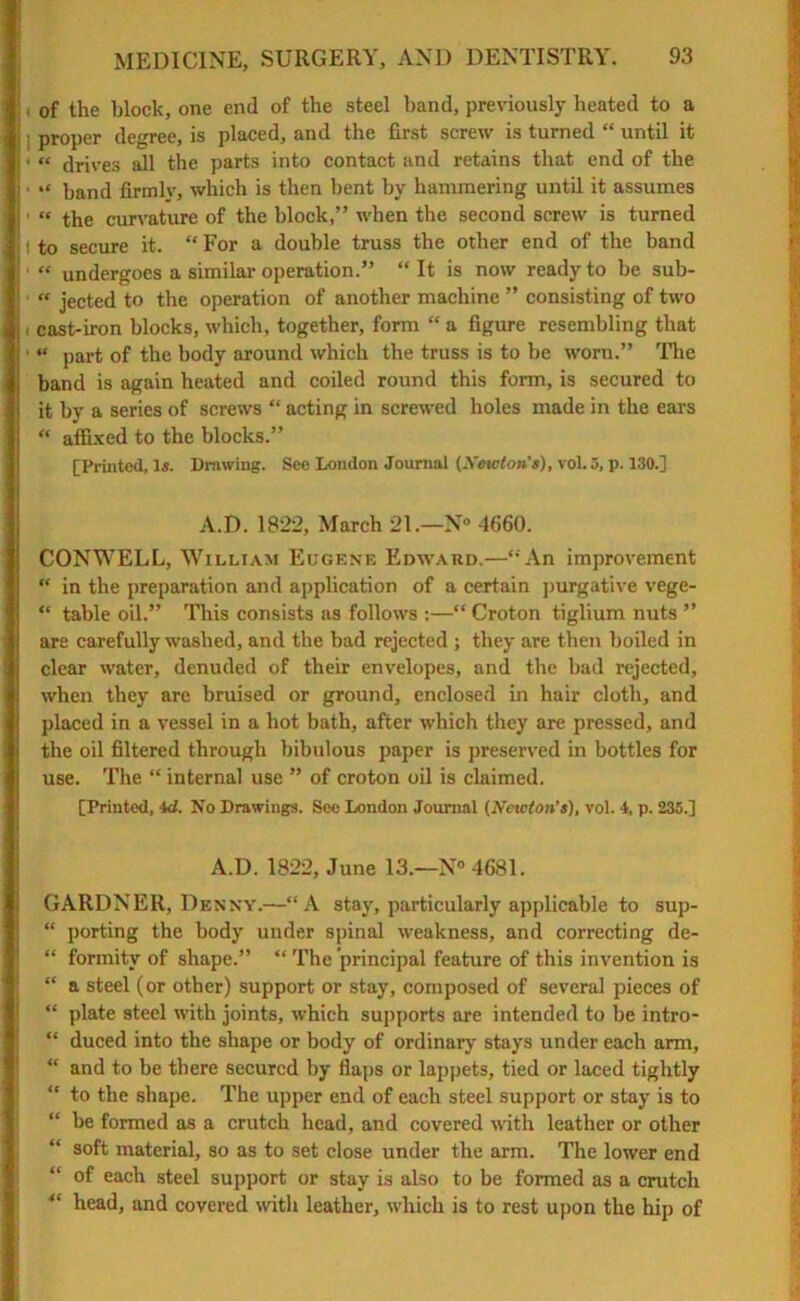 MEDICINE, SURGERY, AND DENTISTRY. 93
of the block, one end of the steel band, previously heated to a
proper degree, is placed, and the first screw is turned “ until it
“ drives all the parts into contact and retains that end of the
“ band firmly, which is then bent by hammering until it assumes
“ the curvature of the block,” when the second screw is turned
to secure it. “ For a double truss the other end of the band
“ undergoes a similar operation.” “ It is now ready to be sub-
“ jected to the operation of another machine ” consisting of two
cast-iron blocks, which, together, form “ a figure resembling that
“ part of the body around which the truss is to be worn.” The
band is again heated and coiled round this form, is secured to
it by a series of screws “ acting in screwed holes made in the ears
“ affixed to the blocks.”
[Printed, 1s. Drawing. See London Journal (Newton's), vol. 5, p. 130.]
A.D. 1822, March 21.—N° 4660.
CONWELL, William Eugene Edward.—“ An improvement
“ in the preparation and application of a certain purgative vege-
“ table oil.” This consists as follows :—“ Croton tiglium nuts ”
are carefully washed, and the bad rejected ; they are then boiled in
clear water, denuded of their envelopes, and the bad rejected,
when they are bruised or ground, enclosed in hair cloth, and
placed in a vessel in a hot bath, after which they are pressed, and
the oil filtered through bibulous paper is preserved in bottles for
use. The “ internal use ” of croton oil is claimed.
[Printed, 4d. No Drawings. See London Journal (Newton's), vol. 4, p. 235.]
A.D. 1822, June 13.—N° 4681.
GARDNER, Denny.—“ A stay, particularly applicable to sup-
“ porting the body under spinal weakness, and correcting de-
“ formity of shape.” “ The principal feature of this invention is
“ a steel (or other) support or stay, composed of several pieces of
“ plate steel with joints, which supports are intended to be intro-
“ duced into the shape or body of ordinary stays under each arm,
“ and to be there secured by flaps or lappets, tied or laced tightly
“ to the shape. The upper end of each steel support or stay is to
“ be formed as a crutch head, and covered with leather or other
“ soft material, so as to set close under the arm. The lower end
“ of each steel support or stay is also to be formed as a crutch
“ head, and covered with leather, which is to rest upon the hip of